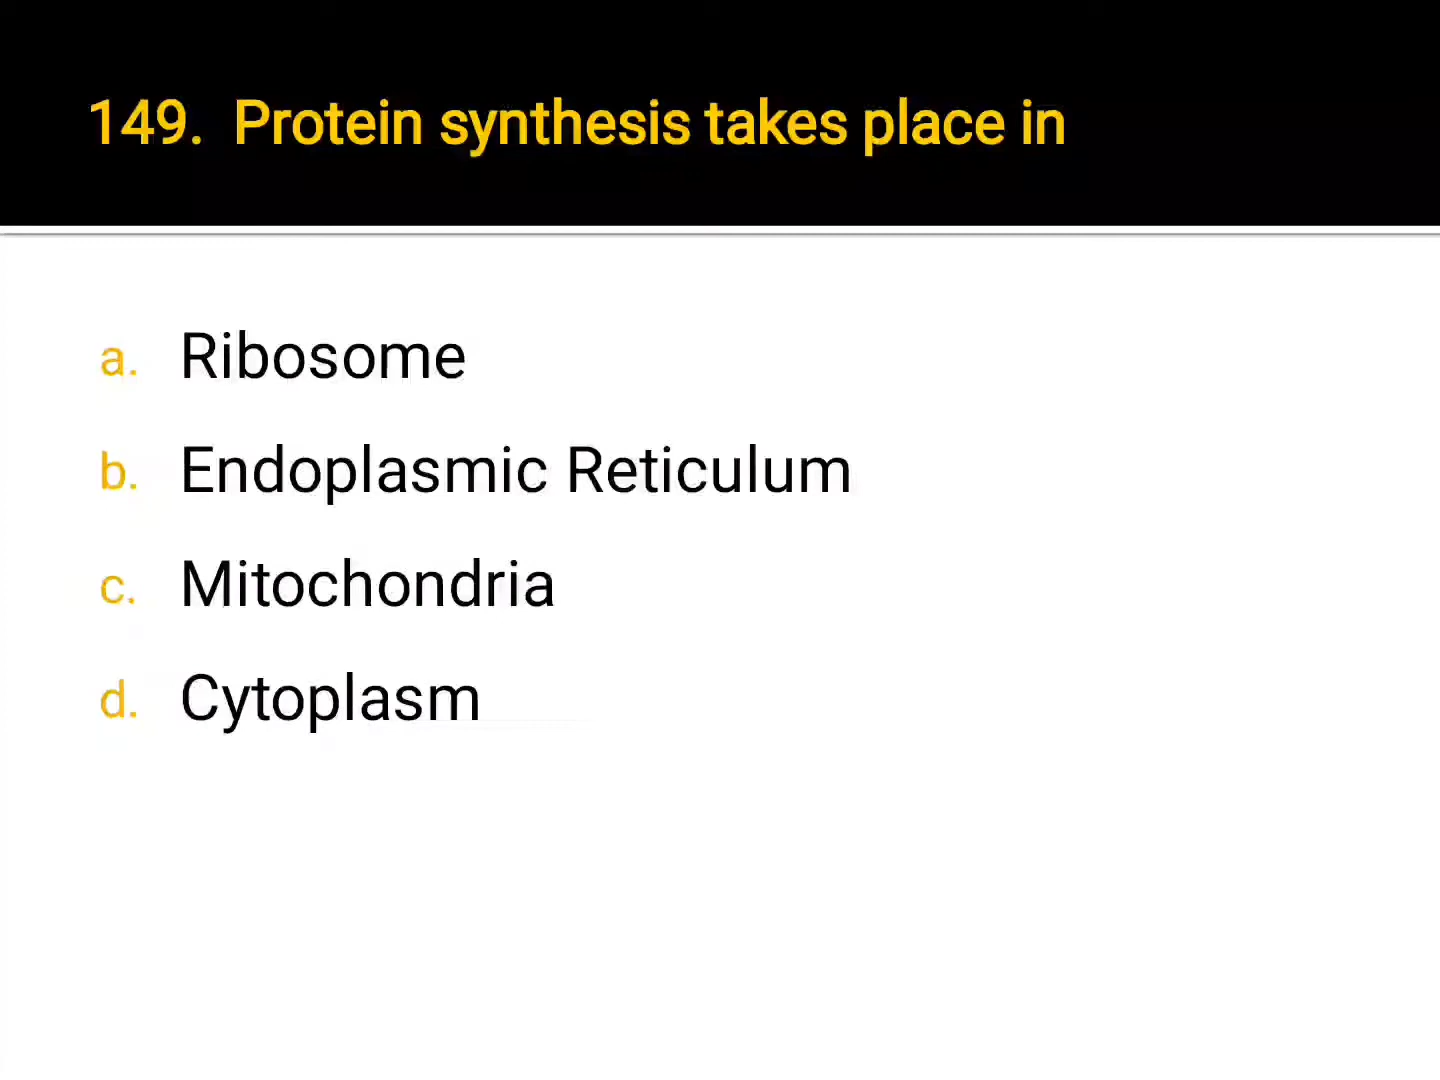 149. Protein synthesis takes place in
a. Ribosome
b. Endoplasmic Reticulum
c. Mitochondria
d. Cytoplasm